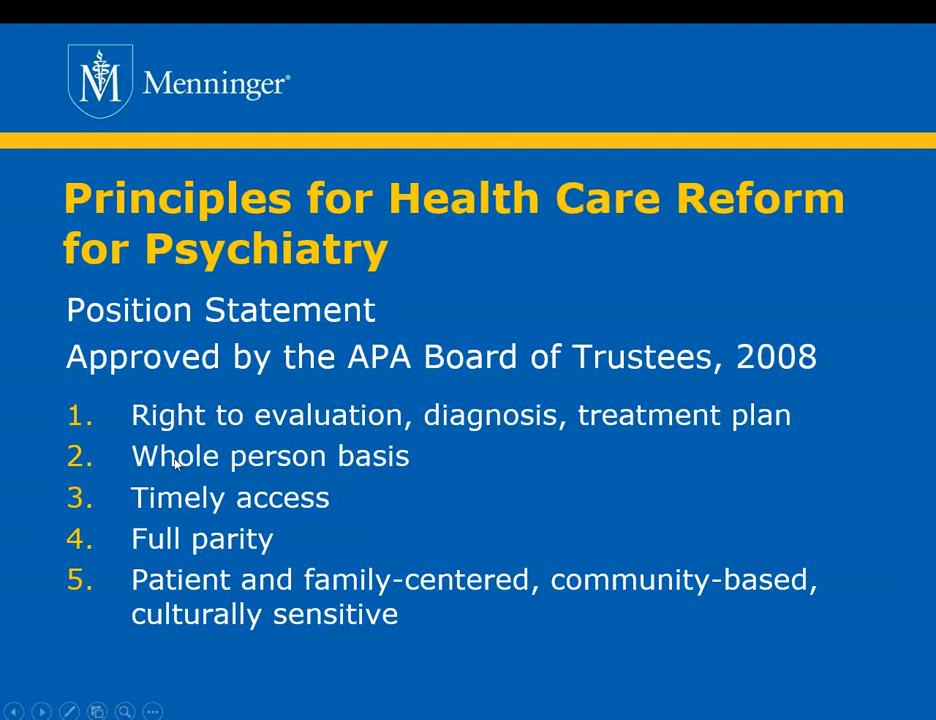 Menninger®
Principles for Health Care Reform
for Psychiatry
Position Statement
Approved by the APA Board of Trustees, 2008
1. Right to evaluation, diagnosis, treatment plan
2. Whole person basis
3. Timely access
4. Full parity
5. Patient and family-centered, community-based,
culturally sensitive